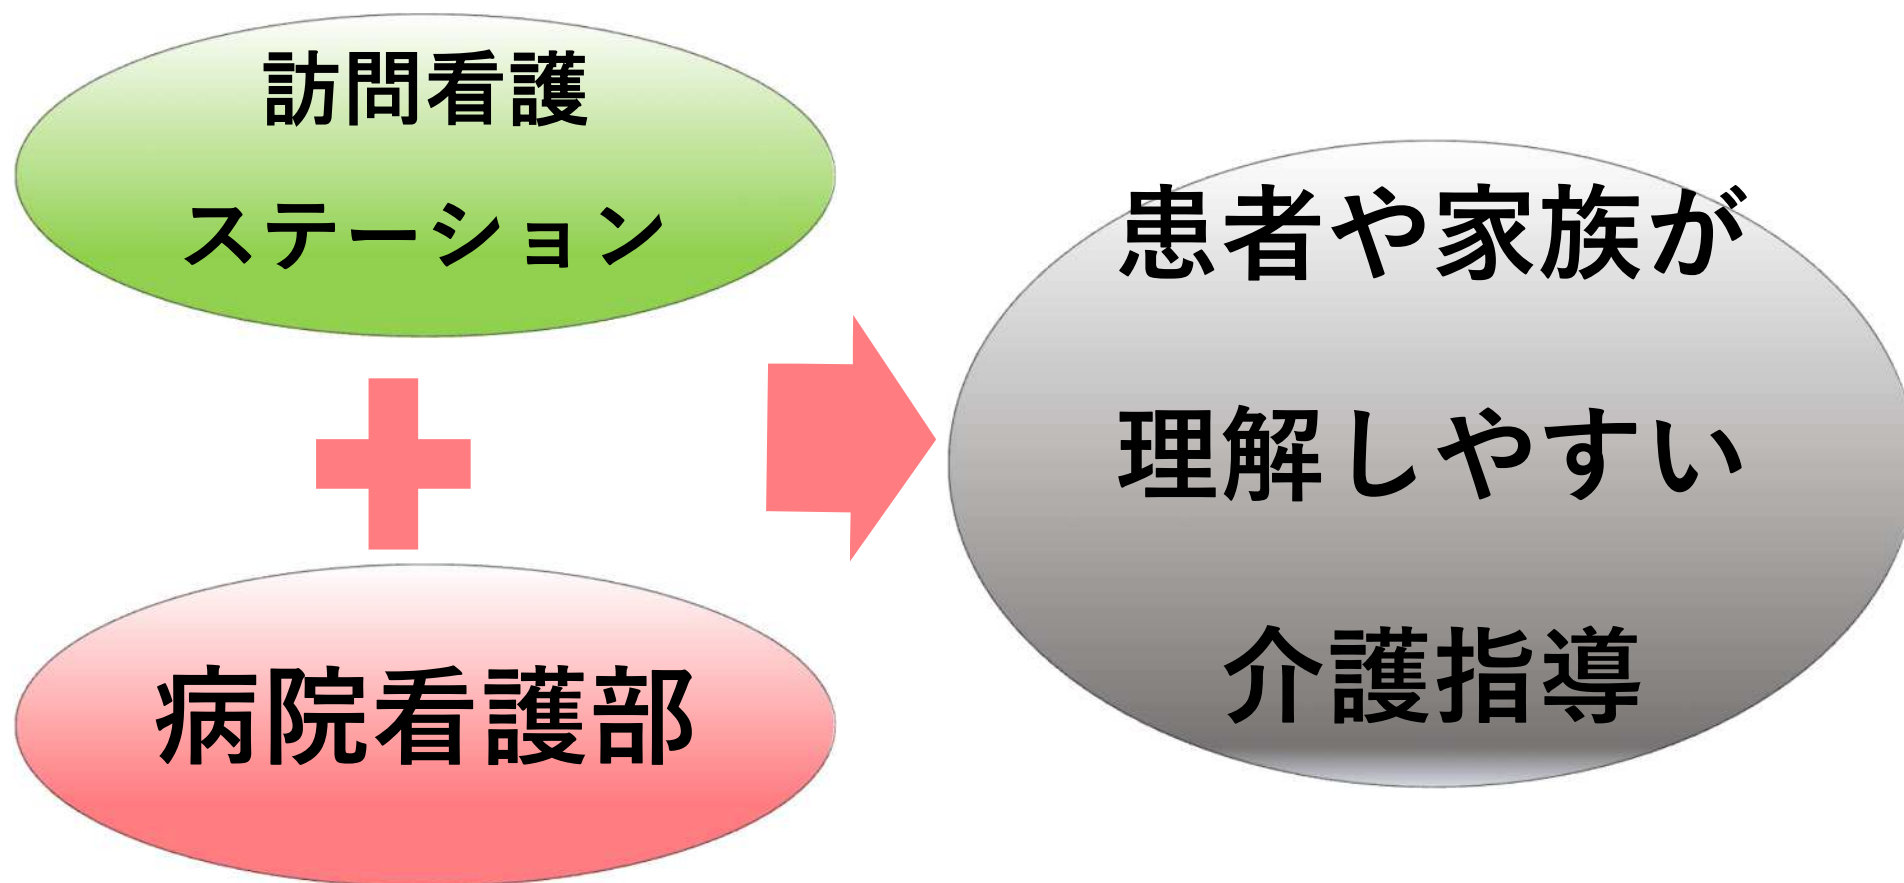 訪問看護
ステーション
病院看護部
患者や家族が
理解しやすい
介護指導